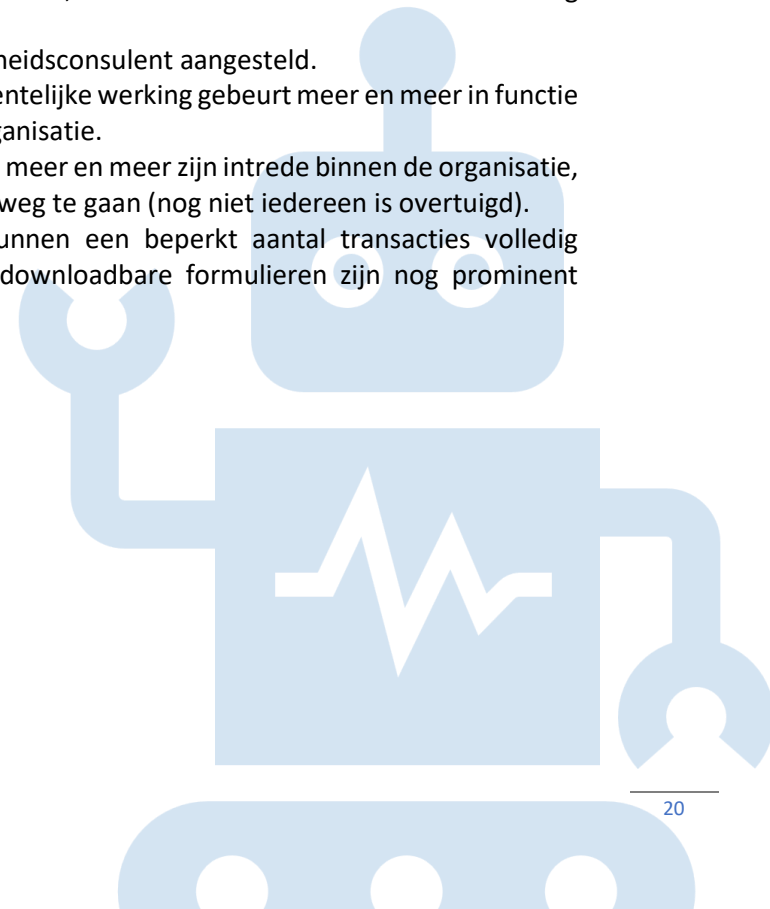 heidsconsulent aangesteld.
entelijke werking gebeurt meer en meer in functie
ganisatie.
meer en meer zijn intrede binnen de organisatie,
weg te gaan (nog niet iedereen is overtuigd).
unnen een beperkt aantal transacties volledig
downloadbare formulieren zijn nog prominent
20